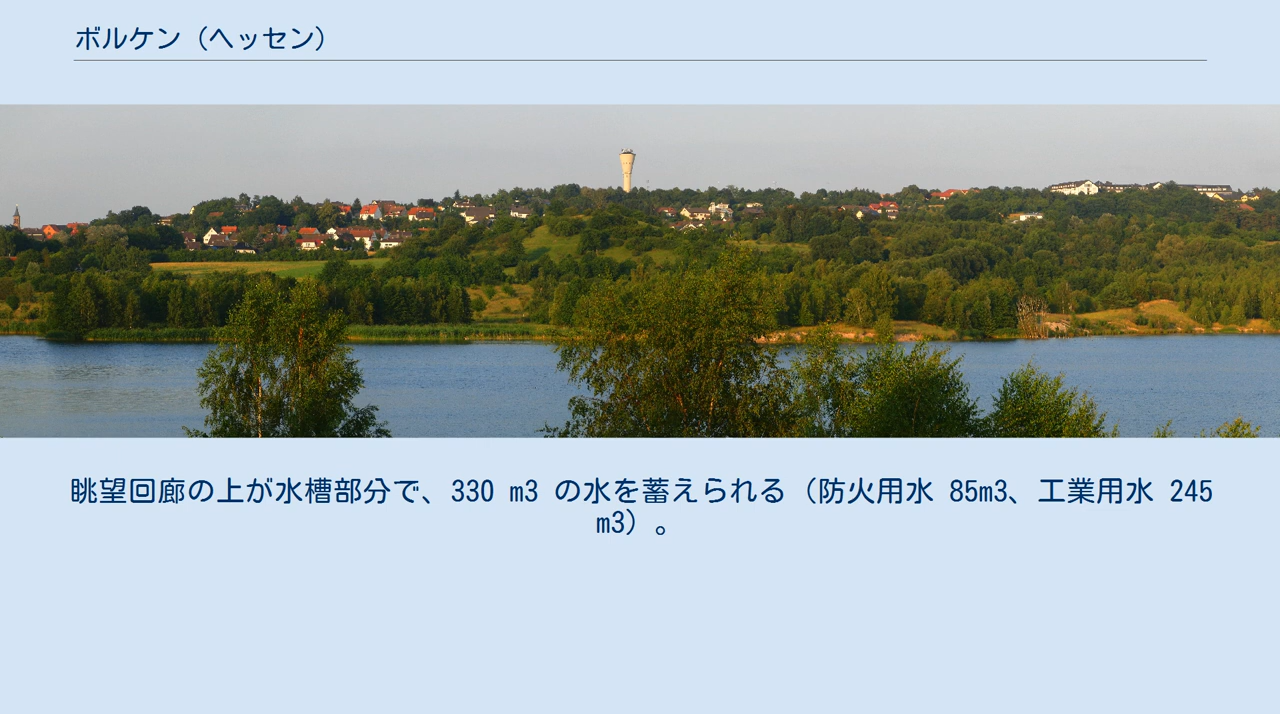 ボルケン（ヘッセン）
眺望回廊の上が水槽部分で、330 m3 の水を蓄えられる（防火用水 85m3、工業用水 245
m3）。